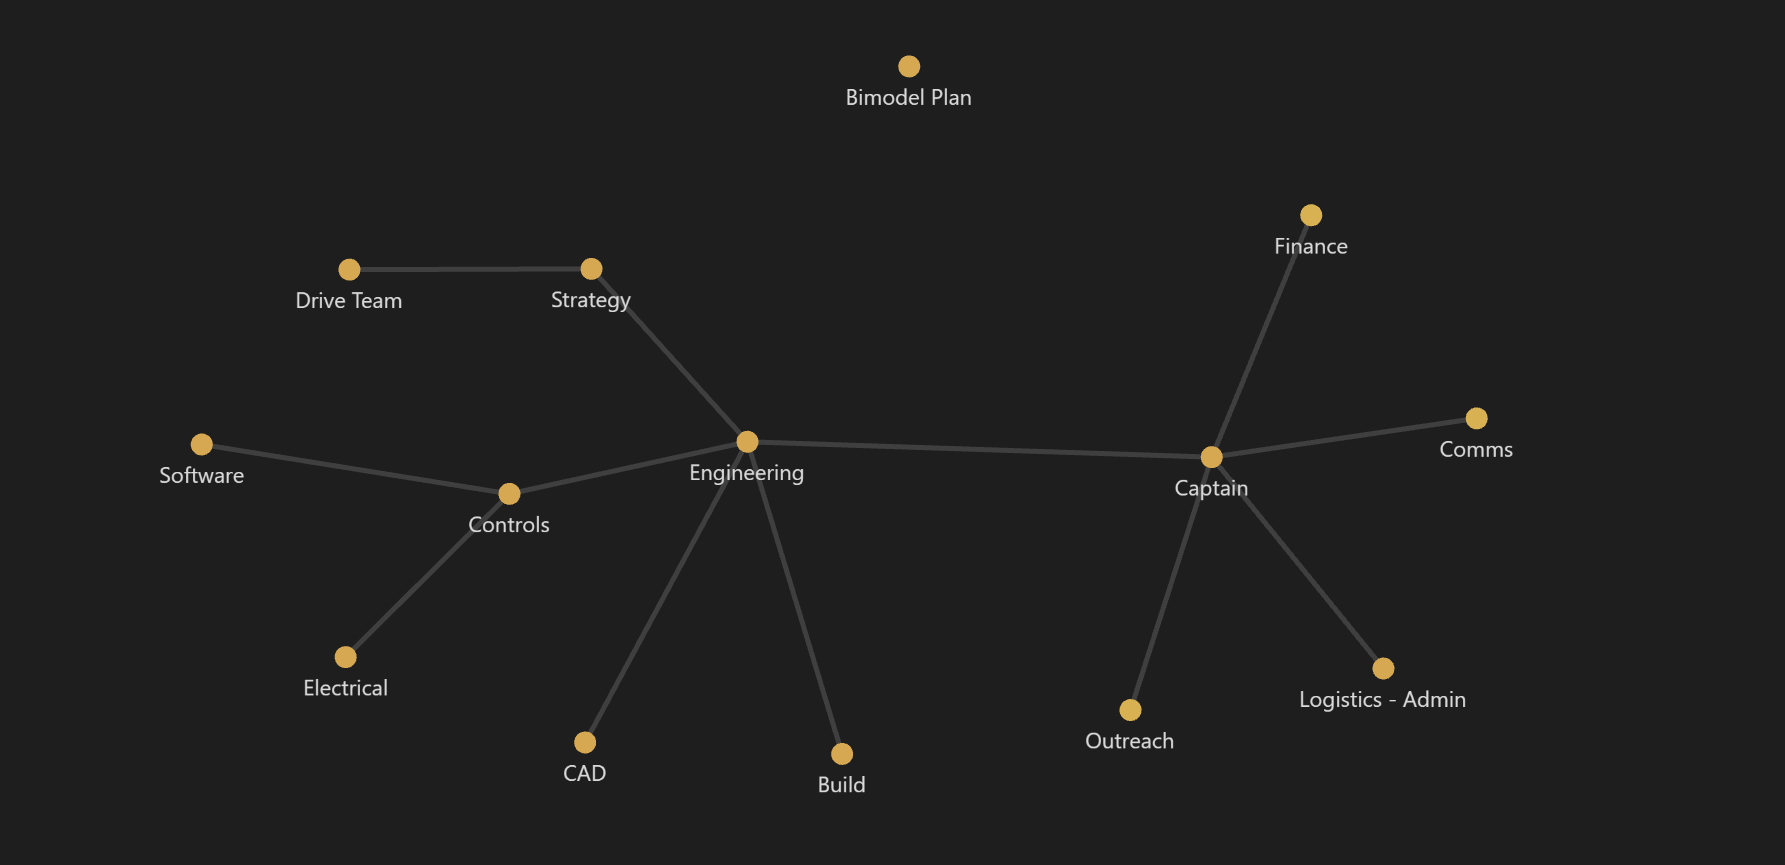 Bimodel Plan
Finance
Drive Team
Strategy
Comms
Software
Engineering
Captain
Controls
Electrical
Logistics - Admin
Outreach
CAD
Build